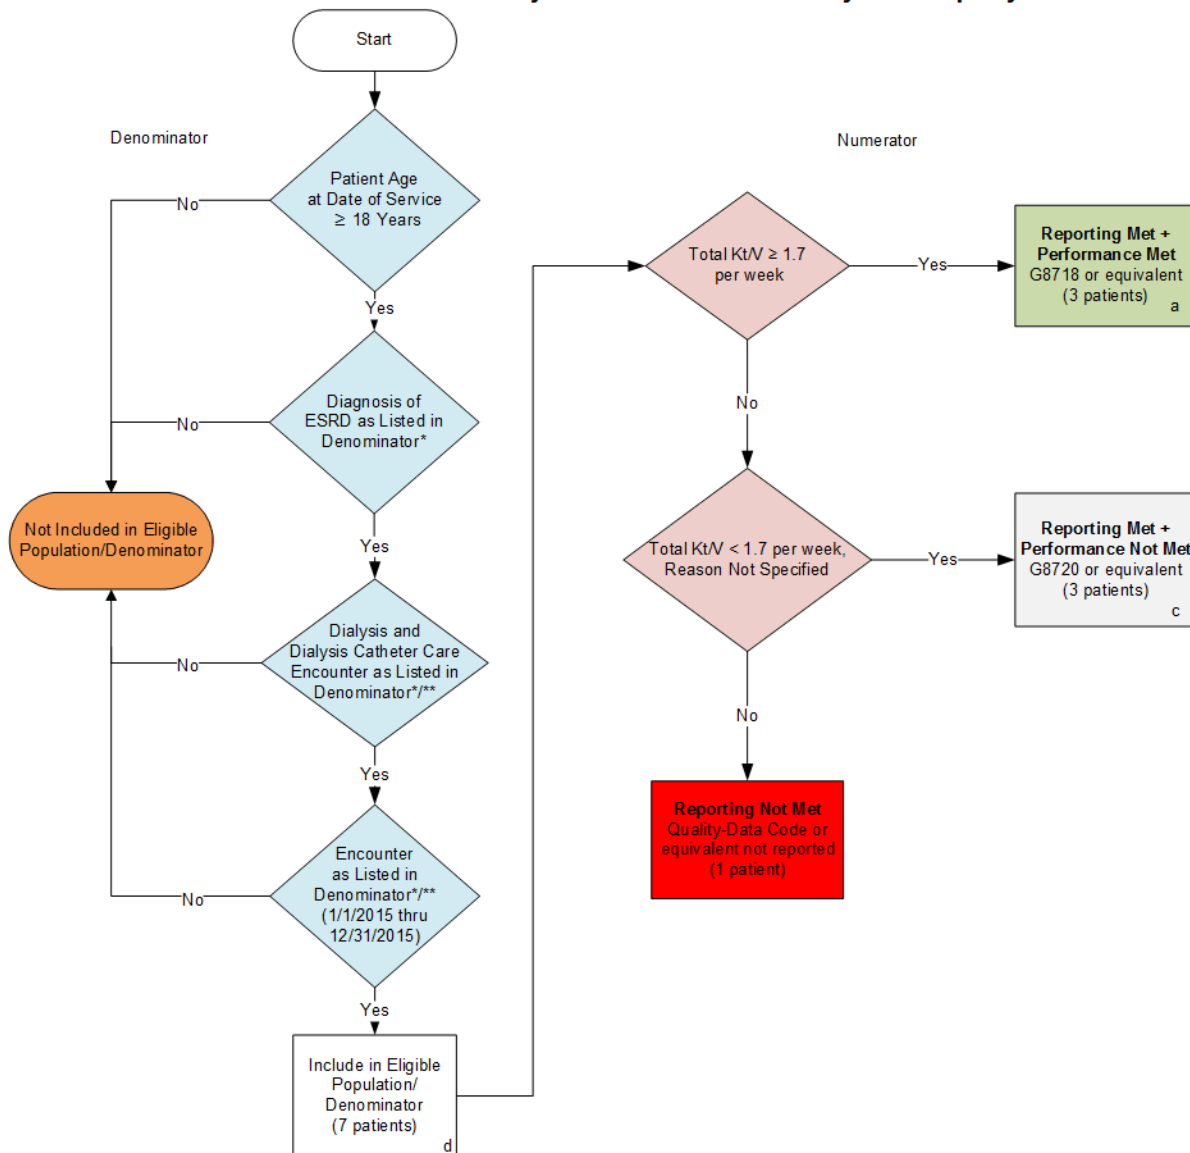 Start
Denominator
Patient Age
at Date of Service
≥ 18 Years
No
Yes
Diagnosis of
ESRD as Listed in
Denominator*
No
Not Included in Eligible
Population/Denominator
Yes
Dialysis and
Dialysis Catheter Care
Encounter as Listed in
Denominator*/**
No
Yes
Encounter
as Listed in
Denominator*/**
(1/1/2015 thru
12/31/2015)
No
Yes
Include in Eligible
Population/
Denominator
(7 patients)
d
Numerator
Total Kt/V ≥ 1.7
per week
Yes
Reporting Met +
Performance Met
G8718 or equivalent
(3 patients)
a
No
Total Kt/V < 1.7 per week,
Reason Not Specified
Yes
Reporting Met +
Performance Not Met
G8720 or equivalent
(3 patients)
c
No
Reporting Not Met
Quality-Data Code or
equivalent not reported
(1 patient)